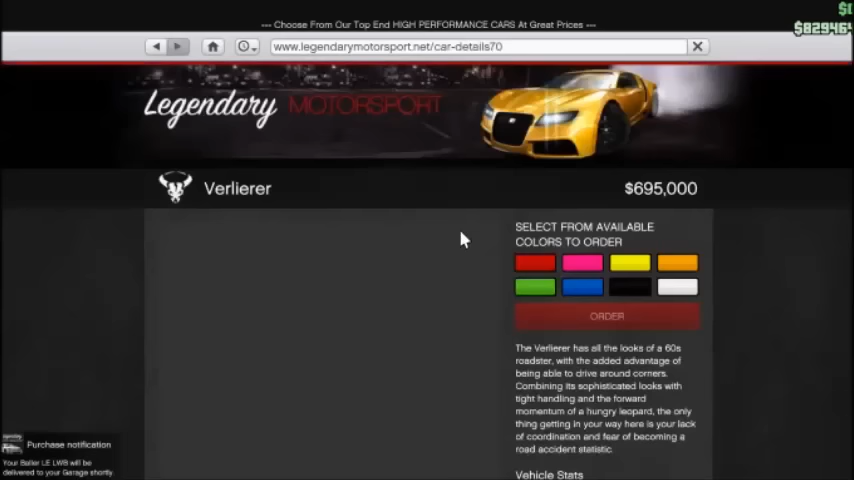 --- Choose From Our Top End HIGH PERFORMANCE CARS At Great Prices ---
www.legendarymotorsport.net/car-details70
Legendary MOTORSPORT
Verlierer
$695,000
SELECT FROM AVAILABLE
COLORS TO ORDER
ORDER
The Verlierer has all the looks of a 60s
roadster, with the added advantage of
being able to drive around corners.
Combining its sophisticated looks with
tight handling and the forward
momentum of a hungry leopard, the only
thing getting in your way here is your lack
of coordination and fear of becoming a
road accident statistic.
Vehicle Stats
Purchase notification
Your Baller LE LWB will be
delivered to your Garage shortly.